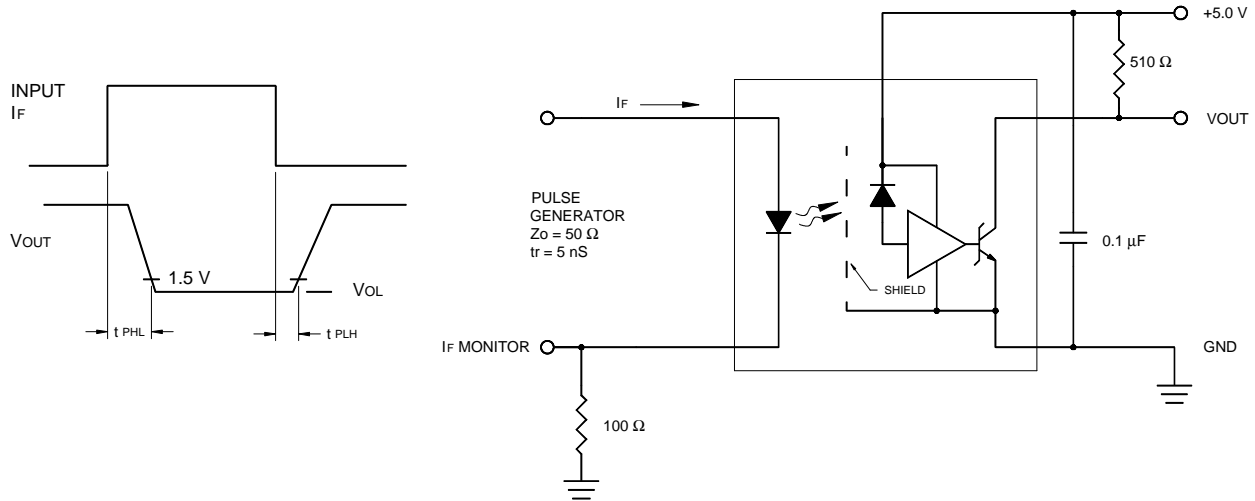 INPUT
IF
VOUT
1.5 V
VOL
t PHL
t PLH
IF
PULSE
GENERATOR
Zo = 50 Ω
tr = 5 nS
IF MONITOR
100 Ω
SHIELD
+5.0 V
510 Ω
VOUT
0.1 μF
GND